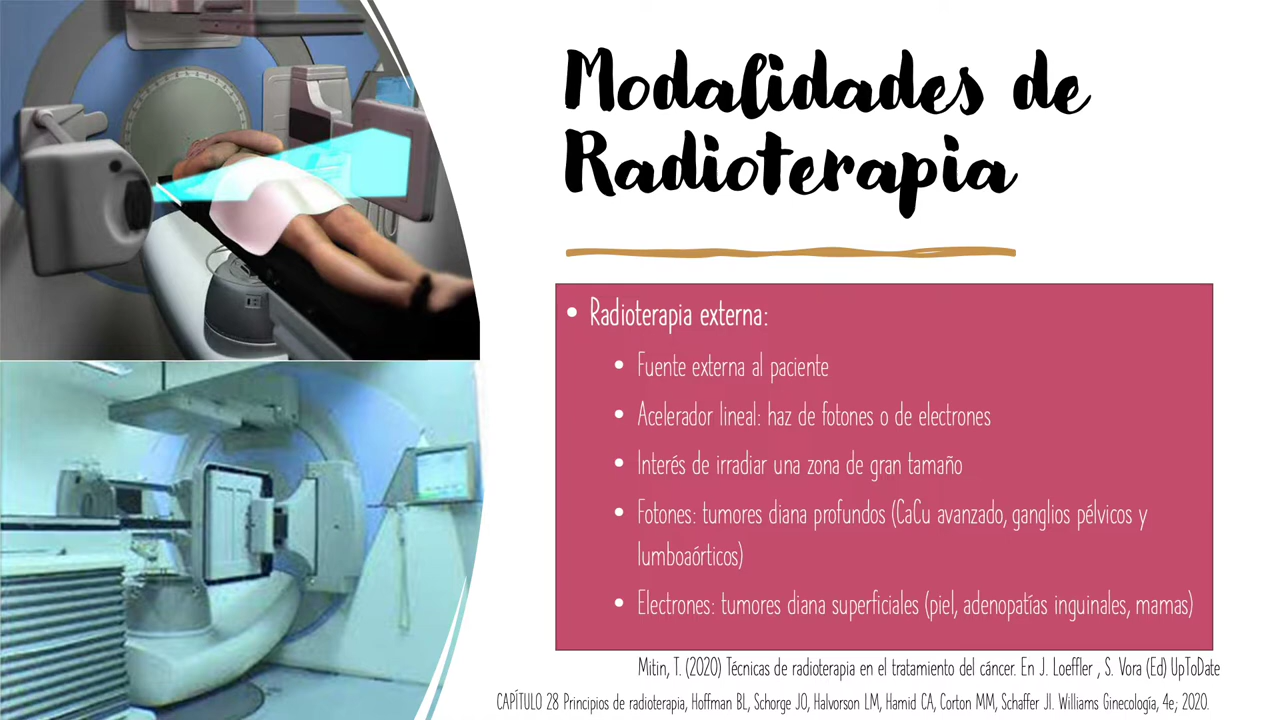 Modalidades de
Radioterapia
• Radioterapia externa:
• Fuente externa al paciente
• Acelerador lineal: haz de fotones o de electrones
• Interés de irradiar una zona de gran tamaño
• Fotones: tumores diana profundos (CaCu avanzado, ganglios pélvicos y
lumboaórticos)
• Electrones: tumores diana superficiales (piel, adenopatías inguinales, mamas)
Mitin, T. (2020) Técnicas de radioterapia en el tratamiento del cáncer. En J. Loeffler , S. Vora (Ed) UpToDate
CAPÍTULO 28 Principios de radioterapia, Hoffman BL, Schorge JO, Halvorson LM, Hamid CA, Corton MM, Schaffer JI. Williams Ginecología, 4e; 2020.